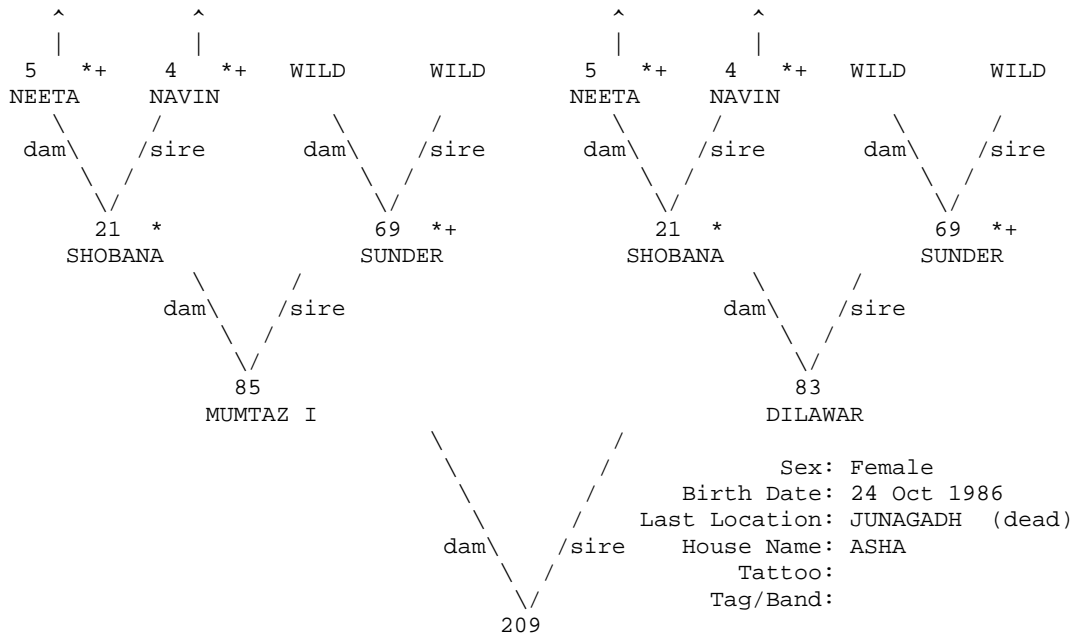 ^ ^ ^ ^
| | | |
5 *+ 4 *+ WILD WILD 5 *+ 4 *+ WILD WILD
NEETA NAVIN NEETA NAVIN
\ / \ / \ / \ /
dam\ /sire dam\ /sire dam\ /sire dam\ /sire
\ / \ / \ / \ /
\/ \/ \/ \/
21 * 69 *+ 21 * 69 *+
SHOBANA SUNDER SHOBANA SUNDER
\ / \ /
dam\ /sire dam\ /sire
\ / \ /
\/ \/
85 83
MUMTAZ I DILAWAR
\ /
\ / Sex: Female
\ / Birth Date: 24 Oct 1986
\ / Last Location: JUNAGADH (dead)
dam\ /sire House Name: ASHA
\ / Tattoo:
\/ Tag/Band:
209